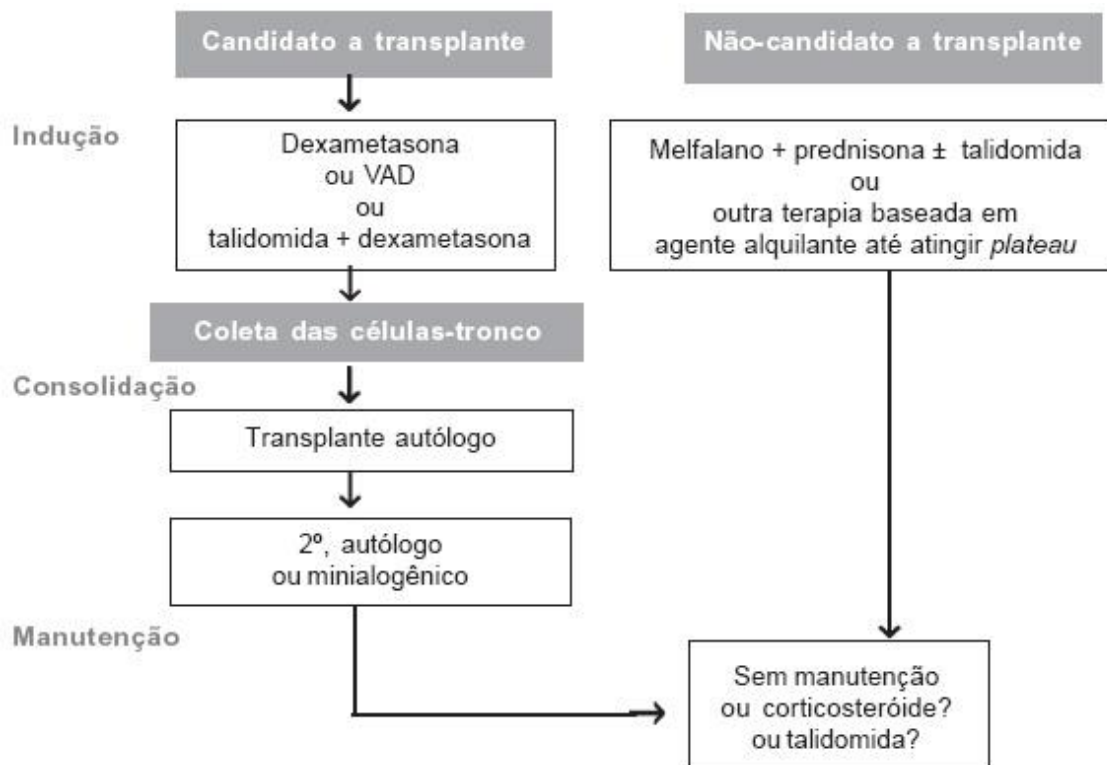 Candidato a transplante
Não-candidato a transplante
Indução
Dexametasona
ou VAD
ou
talidomida + dexametasona
Melfalano + prednisona ± talidomida
ou
outra terapia baseada em
agente alquilante até atingir plateau
Coleta das células-tronco
Consolidação
Transplante autólogo
2º, autólogo
ou minialogênico
Manutenção
Sem manutenção
ou corticosteróide?
ou talidomida?